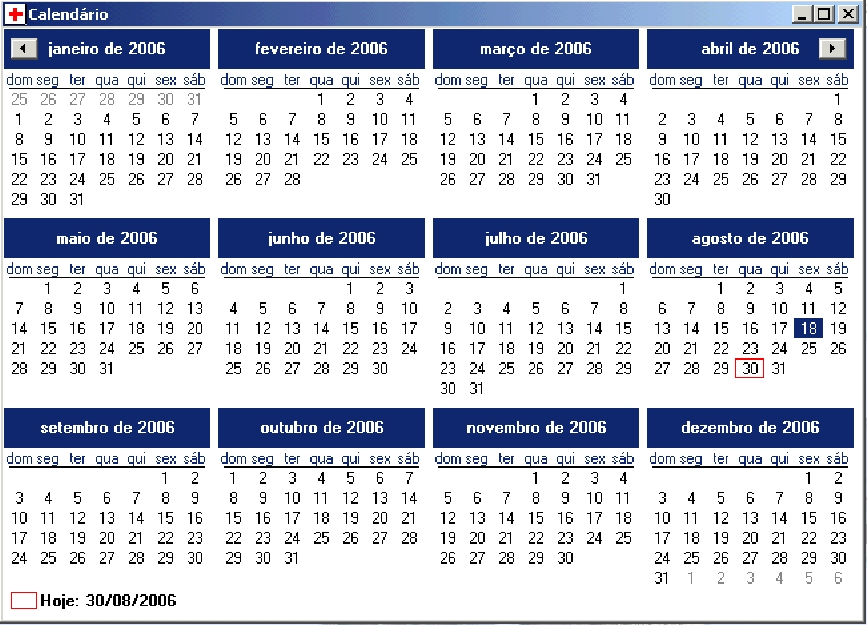 Calendário
janeiro de 2006 fevereiro de 2006 março de 2006 abril de 2006
dom seg ter qua qui sex sáb dom seg ter qua qui sex sáb dom seg ter qua qui sex sáb dom seg ter qua qui sex sáb
25 26 27 28 29 30 31 1 2 3 4 1 2 3 4 1
1 2 3 4 5 6 7 5 6 7 8 9 10 11 5 6 7 8 9 10 11 2 3 4 5 6 7 8
8 9 10 11 12 13 14 12 13 14 15 16 17 18 12 13 14 15 16 17 18 9 10 11 12 13 14 15
15 16 17 18 19 20 21 19 20 21 22 23 24 25 19 20 21 22 23 24 25 16 17 18 19 20 21 22
22 23 24 25 26 27 28 26 27 28 26 27 28 29 30 31 23 24 25 26 27 28 29
29 30 31 30
maio de 2006 junho de 2006 julho de 2006 agosto de 2006
dom seg ter qua qui sex sáb dom seg ter qua qui sex sáb dom seg ter qua qui sex sáb dom seg ter qua qui sex sáb
1 2 3 4 5 6 1 2 3 1 1 2 3 4 5
7 8 9 10 11 12 13 4 5 6 7 8 9 10 2 3 4 5 6 7 8 6 7 8 9 10 11 12
14 15 16 17 18 19 20 11 12 13 14 15 16 17 9 10 11 12 13 14 15 13 14 15 16 17 18 19
21 22 23 24 25 26 27 18 19 20 21 22 23 24 16 17 18 19 20 21 22 20 21 22 23 24 25 26
28 29 30 31 25 26 27 28 29 30 23 24 25 26 27 28 29 27 28 29 30 31
30 31
setembro de 2006 outubro de 2006 novembro de 2006 dezembro de 2006
dom seg ter qua qui sex sáb dom seg ter qua qui sex sáb dom seg ter qua qui sex sáb dom seg ter qua qui sex sáb
1 2 1 2 3 4 5 6 7 1 2 3 4 1 2
3 4 5 6 7 8 9 8 9 10 11 12 13 14 5 6 7 8 9 10 11 3 4 5 6 7 8 9
10 11 12 13 14 15 16 15 16 17 18 19 20 21 12 13 14 15 16 17 18 10 11 12 13 14 15 16
17 18 19 20 21 22 23 22 23 24 25 26 27 28 19 20 21 22 23 24 25 17 18 19 20 21 22 23
24 25 26 27 28 29 30 29 30 31 26 27 28 29 30 24 25 26 27 28 29 30
31 1 2 3 4 5 6
Hoje: 30/08/2006